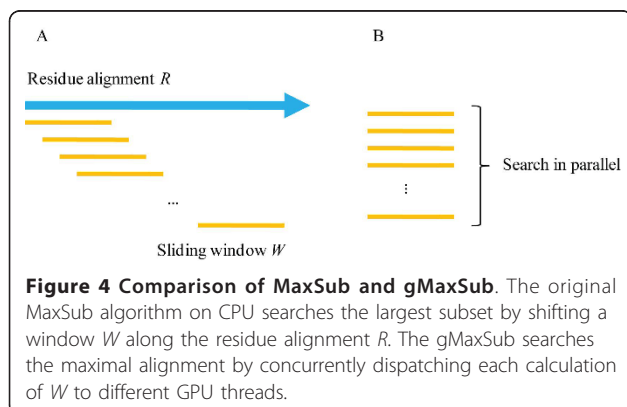 A
B
Residue alignment R
Search in parallel
...
...
Sliding window W
Figure 4 Comparison of MaxSub and gMaxSub. The original
MaxSub algorithm on CPU searches the largest subset by shifting a
window W along the residue alignment R. The gMaxSub searches
the maximal alignment by concurrently dispatching each calculation
of W to different GPU threads.